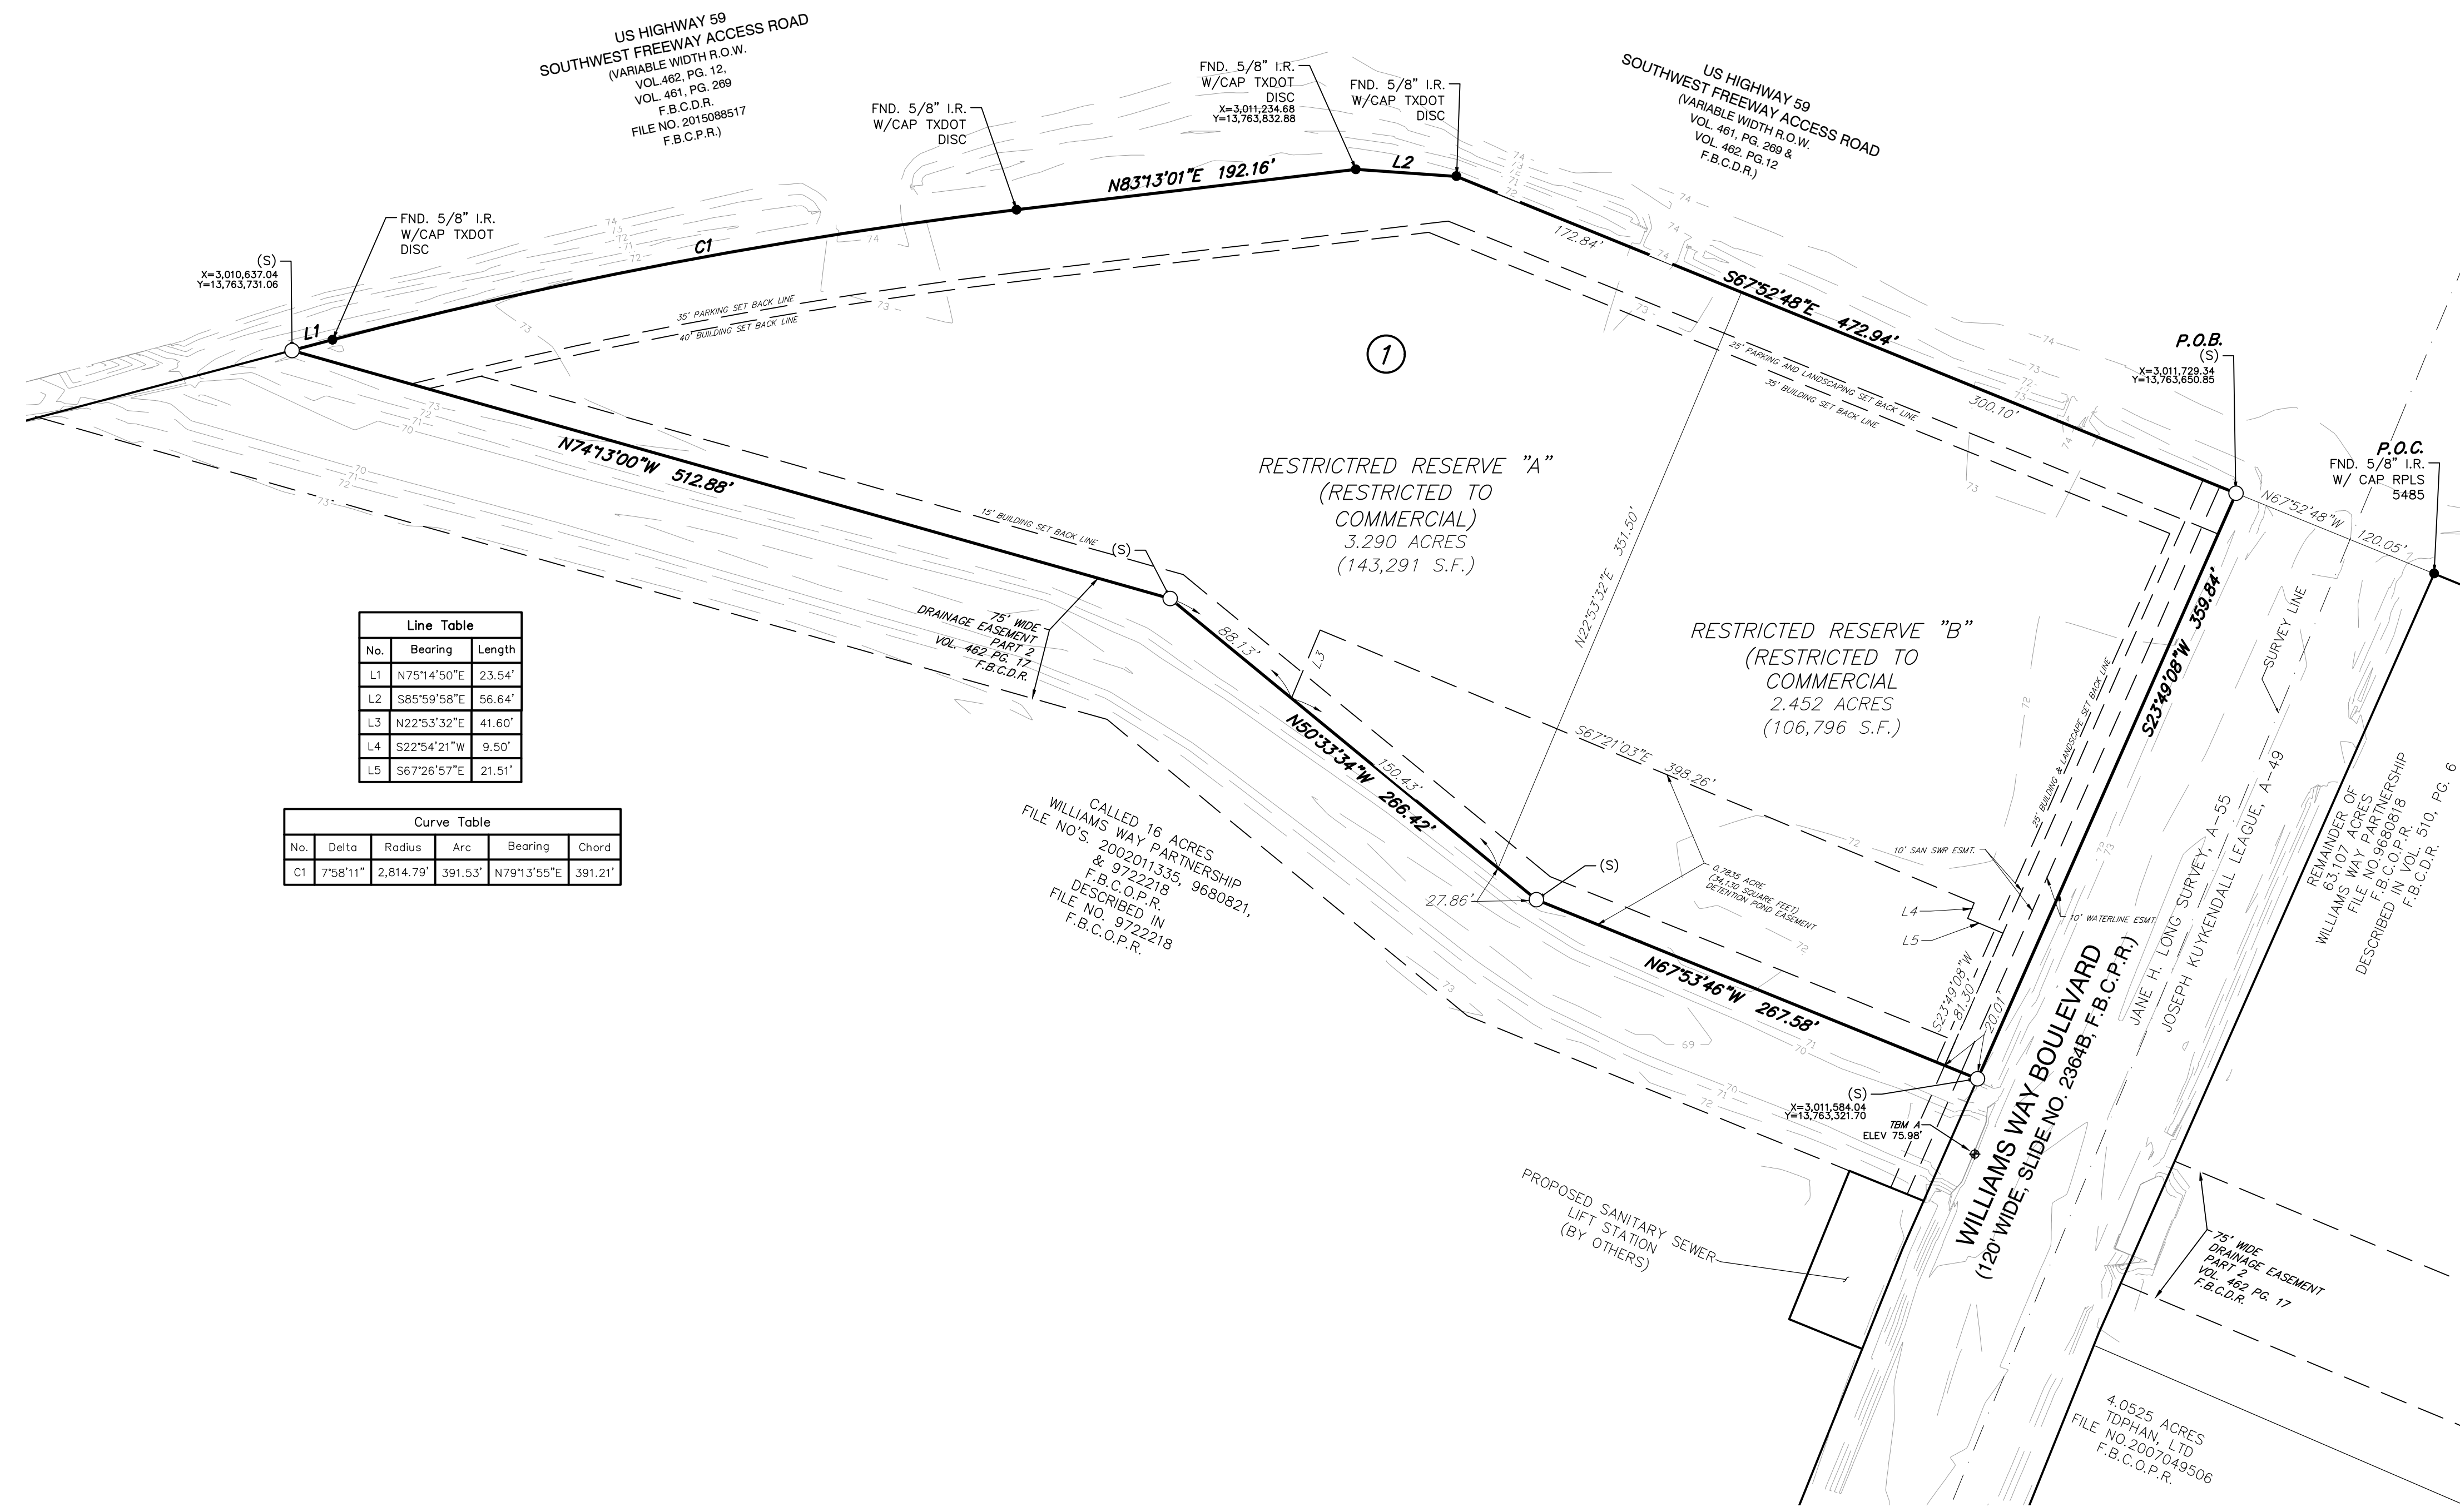 US HIGHWAY 59
SOUTHWEST FREEWAY ACCESS ROAD
(VARIABLE WIDTH R.O.W.
VOL.462, PG. 12,
VOL. 461, PG. 269
F.B.C.D.R.
FILE NO. 2015088517
F.B.C.P.R.)
US HIGHWAY 59
SOUTHWEST FREEWAY ACCESS ROAD
(VARIABLE WIDTH R.O.W.
VOL. 461, PG. 269 &
VOL. 462. PG.12
F.B.C.D.R.)
FND. 5/8" I.R.
W/CAP TXDOT
DISC
X=3,011,234.68
Y=13,763,832.88
FND. 5/8" I.R.
W/CAP TXDOT
DISC
FND. 5/8" I.R.
W/CAP TXDOT
DISC
FND. 5/8" I.R.
W/CAP TXDOT
DISC
(S)
X=3,010,637.04
Y=13,763,731.06
L1
C1
N83°13'01"E 192.16'
L2
172.84'
S67°52'48"E 472.94'
300.10'
P.O.B.
(S)
X=3,011,729.34
Y=13,763,650.85
P.O.C.
FND. 5/8" I.R.
W/ CAP RPLS
5485
N67°52'48"W 120.05'
35' PARKING SET BACK LINE
40' BUILDING SET BACK LINE
25' PARKING AND LANDSCAPING SET BACK LINE
35' BUILDING SET BACK LINE
1
N74°13'00"W 512.88'
15' BUILDING SET BACK LINE
(S)
RESTRICTRED RESERVE "A"
(RESTRICTED TO
COMMERCIAL)
3.290 ACRES
(143,291 S.F.)
N22°53'32"E 351.50'
RESTRICTED RESERVE "B"
(RESTRICTED TO
COMMERCIAL
2.452 ACRES
(106,796 S.F.)
S23°49'08"W 359.84'
25' BUILDING & LANDSCAPE SET BACK LINE
SURVEY LINE
75' WIDE
DRAINAGE EASEMENT
PART 2
VOL. 462 PG. 17
F.B.C.D.R.
88.13'
L3
N50°33'34"W 266.42'
150.43'
27.86'
(S)
S67°21'03"E 398.26'
0.7835 ACRE
(34,130 SQUARE FEET)
DETENTION POND EASEMENT
10' SAN SWR ESMT.
10' WATERLINE ESMT.
L4
L5
N67°53'46"W 267.58'
S23°49'08"W
81.30'
20.01'
(S)
X=3,011,584.04
Y=13,763,321.70
TBM A
ELEV 75.98'
Line Table
No. Bearing Length
L1 N75°14'50"E 23.54'
L2 S85°59'58"E 56.64'
L3 N22°53'32"E 41.60'
L4 S22°54'21"W 9.50'
L5 S67°26'57"E 21.51'
Curve Table
No. Delta Radius Arc Bearing Chord
C1 7°58'11" 2,814.79' 391.53' N79°13'55"E 391.21'
CALLED 16 ACRES
WILLIAMS WAY PARTNERSHIP
FILE NO'S. 2002011335, 9680821,
& 9722218
F.B.C.O.P.R.
DESCRIBED IN
FILE NO. 9722218
F.B.C.O.P.R.
WILLIAMS WAY BOULEVARD
(120' WIDE, SLIDE NO. 2364B, F.B.C.P.R.)
JANE H. LONG SURVEY, A-55
JOSEPH KUYKENDALL LEAGUE, A-49
REMAINDER OF
63.107 ACRES
WILLIAMS WAY PARTNERSHIP
FILE NO.9680818
F.B.C.O.P.R.
DESCRIBED IN VOL. 510, PG. 6
F.B.C.D.R.
PROPOSED SANITARY SEWER
LIFT STATION
(BY OTHERS)
75' WIDE
DRAINAGE EASEMENT
PART 2
VOL. 462 PG. 17
F.B.C.D.R.
4.0525 ACRES
TDPHAN, LTD
FILE NO.2007049506
F.B.C.O.P.R.